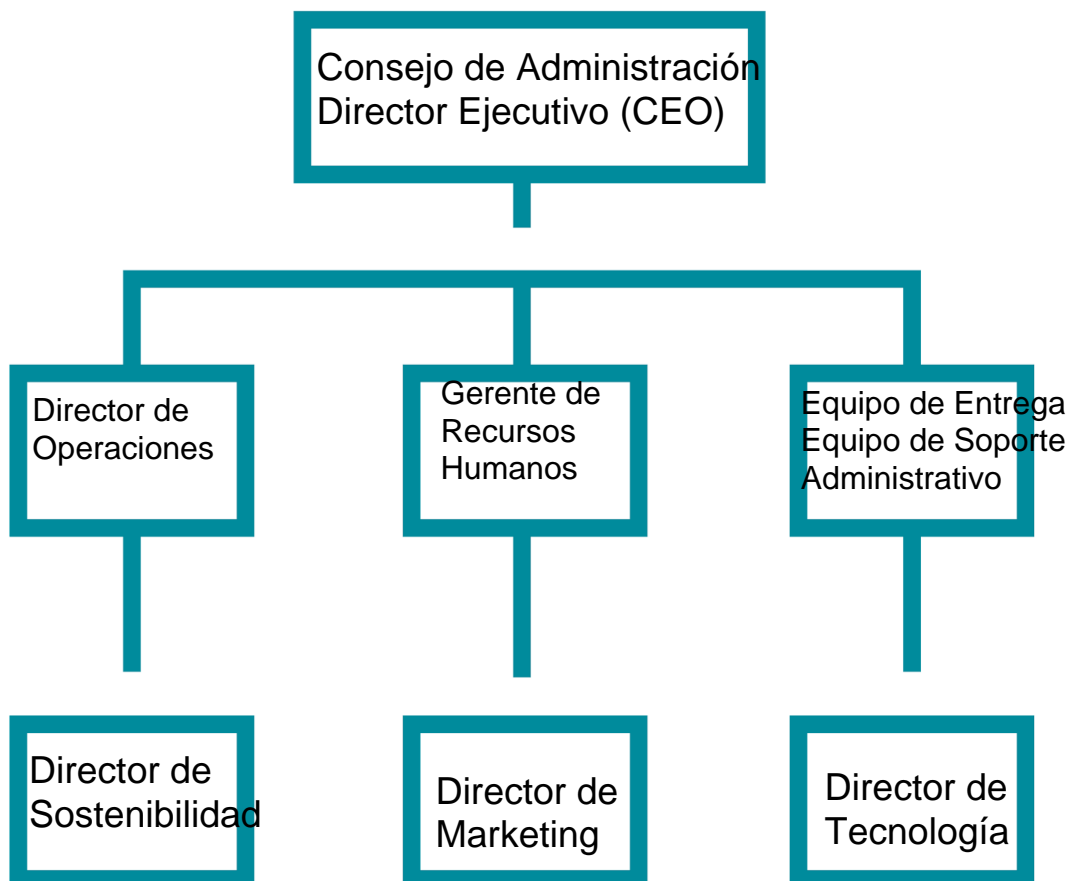 Consejo de Administración
Director Ejecutivo (CEO)
Director de
Operaciones
Gerente de
Recursos
Humanos
Equipo de Entrega
Equipo de Soporte
Administrativo
Director de
Sostenibilidad
Director de
Marketing
Director de
Tecnología